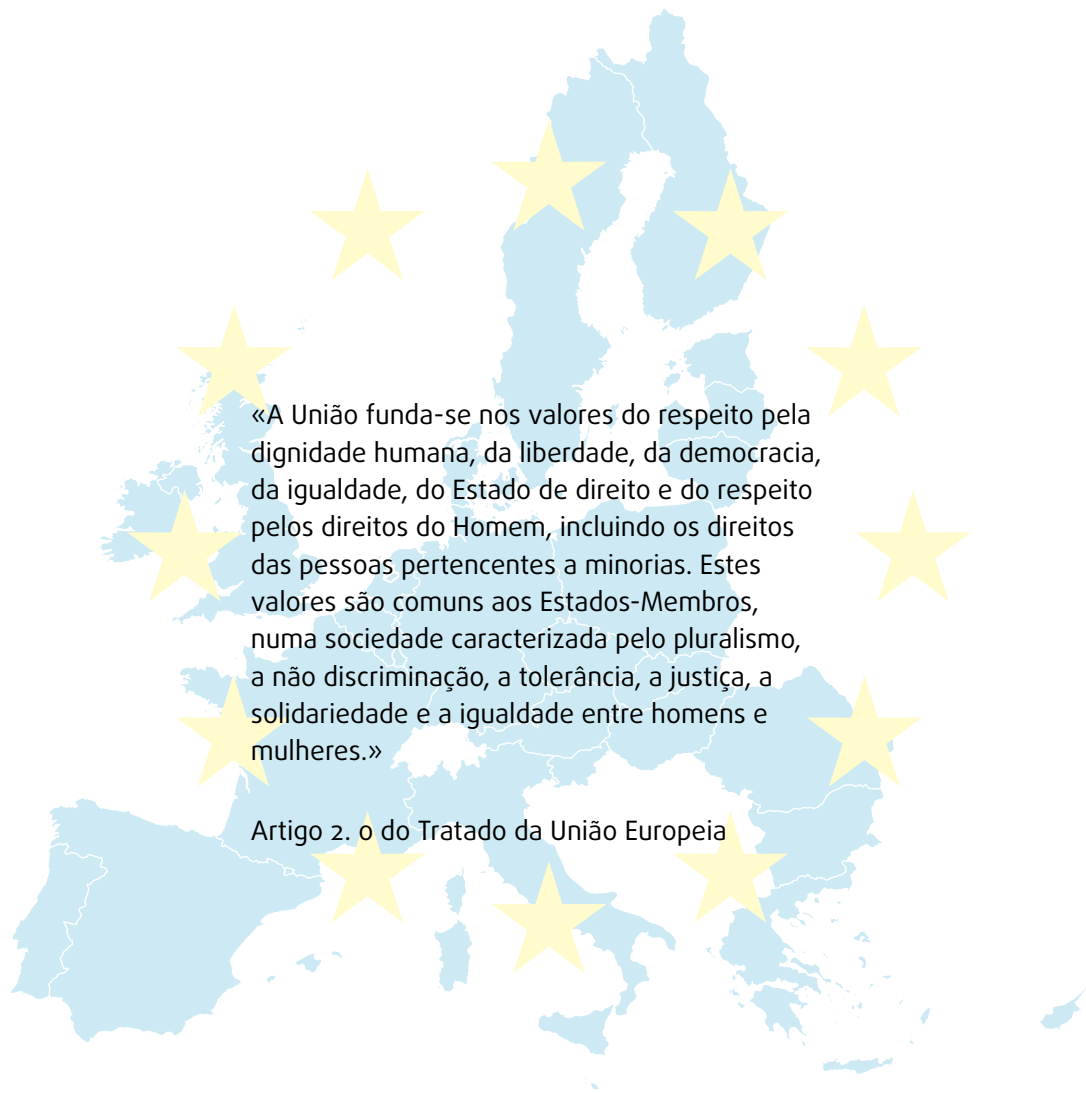 «A União funda-se nos valores do respeito pela
dignidade humana, da liberdade, da democracia,
da igualdade, do Estado de direito e do respeito
pelos direitos do Homem, incluindo os direitos
das pessoas pertencentes a minorias. Estes
valores são comuns aos Estados-Membros,
numa sociedade caracterizada pelo pluralismo,
a não discriminação, a tolerância, a justiça, a
solidariedade e a igualdade entre homens e
mulheres.»
Artigo 2. o do Tratado da União Europeia